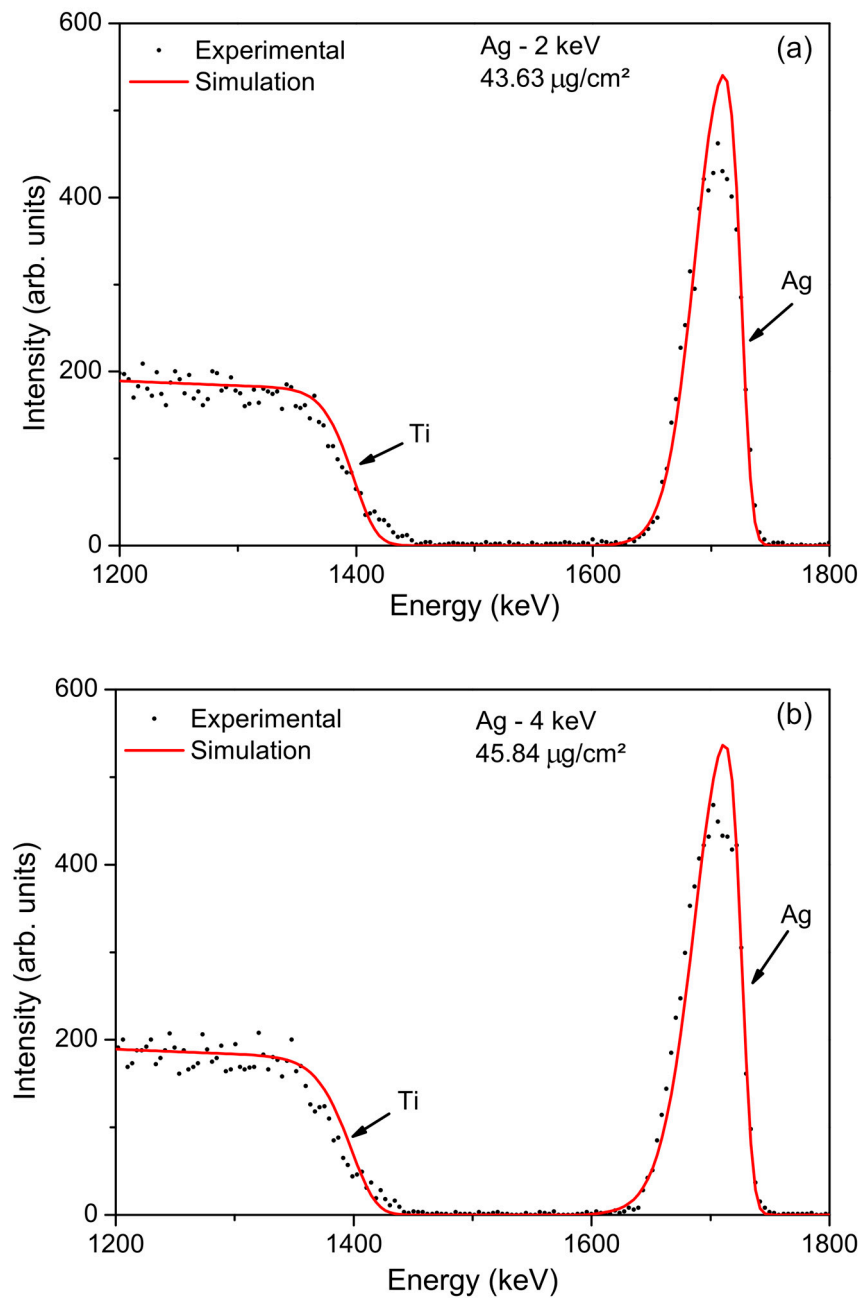 600
Experimental
Simulation
Ag - 2 keV
43.63 μg/cm²
(a)
400
Ag
Intensity (arb. units)
200
Ti
0
1200
1400
1600
1800
Energy (keV)
600
Experimental
Simulation
Ag - 4 keV
45.84 μg/cm²
(b)
400
Ag
Intensity (arb. units)
200
Ti
0
1200
1400
1600
1800
Energy (keV)